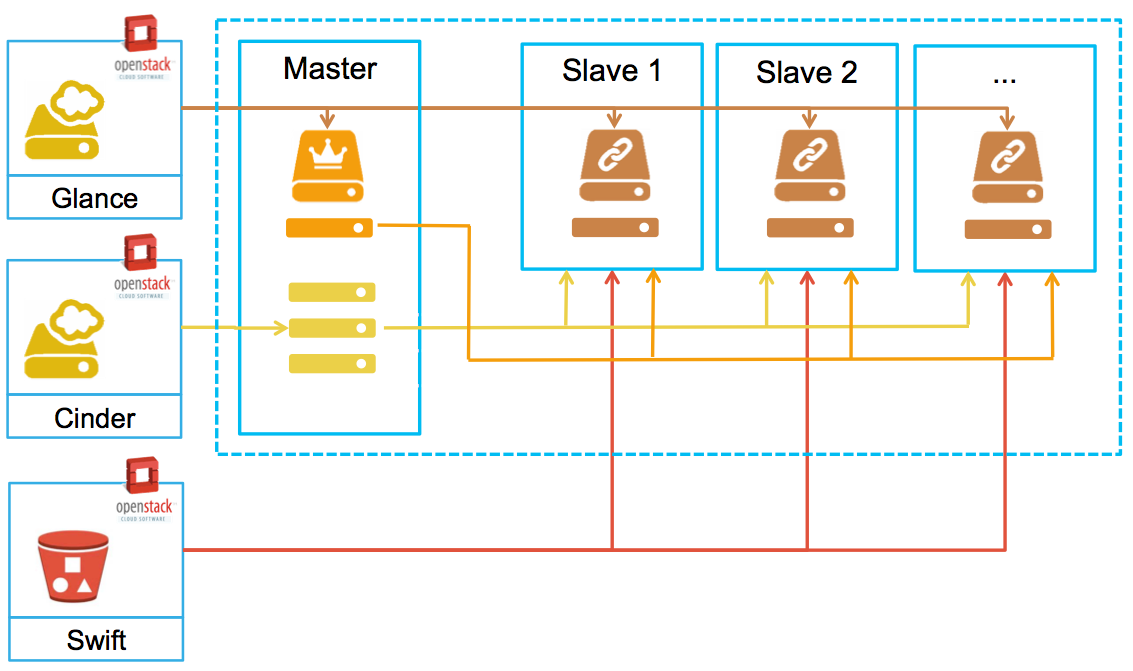 openstack
CLOUD SOFTWARE
Glance
Master
Slave 1
Slave 2
...
openstack
CLOUD SOFTWARE
Cinder
openstack
CLOUD SOFTWARE
Swift